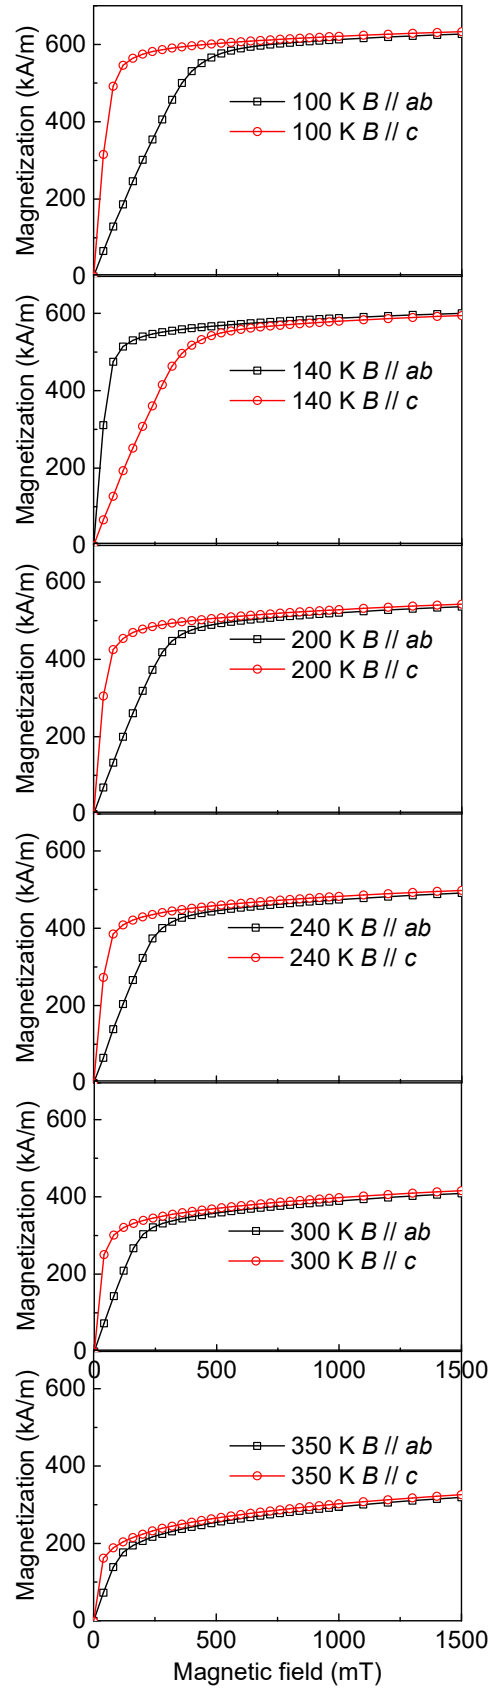 Magnetization (kA/m)
600
400
200
0
100 K B // ab
100 K B // c
Magnetization (kA/m)
600
400
200
0
140 K B // ab
140 K B // c
Magnetization (kA/m)
600
400
200
0
200 K B // ab
200 K B // c
Magnetization (kA/m)
600
400
200
0
240 K B // ab
240 K B // c
Magnetization (kA/m)
600
400
200
0
300 K B // ab
300 K B // c
0 500 1000 1500
Magnetization (kA/m)
600
400
200
0
350 K B // ab
350 K B // c
0 500 1000 1500
Magnetic field (mT)